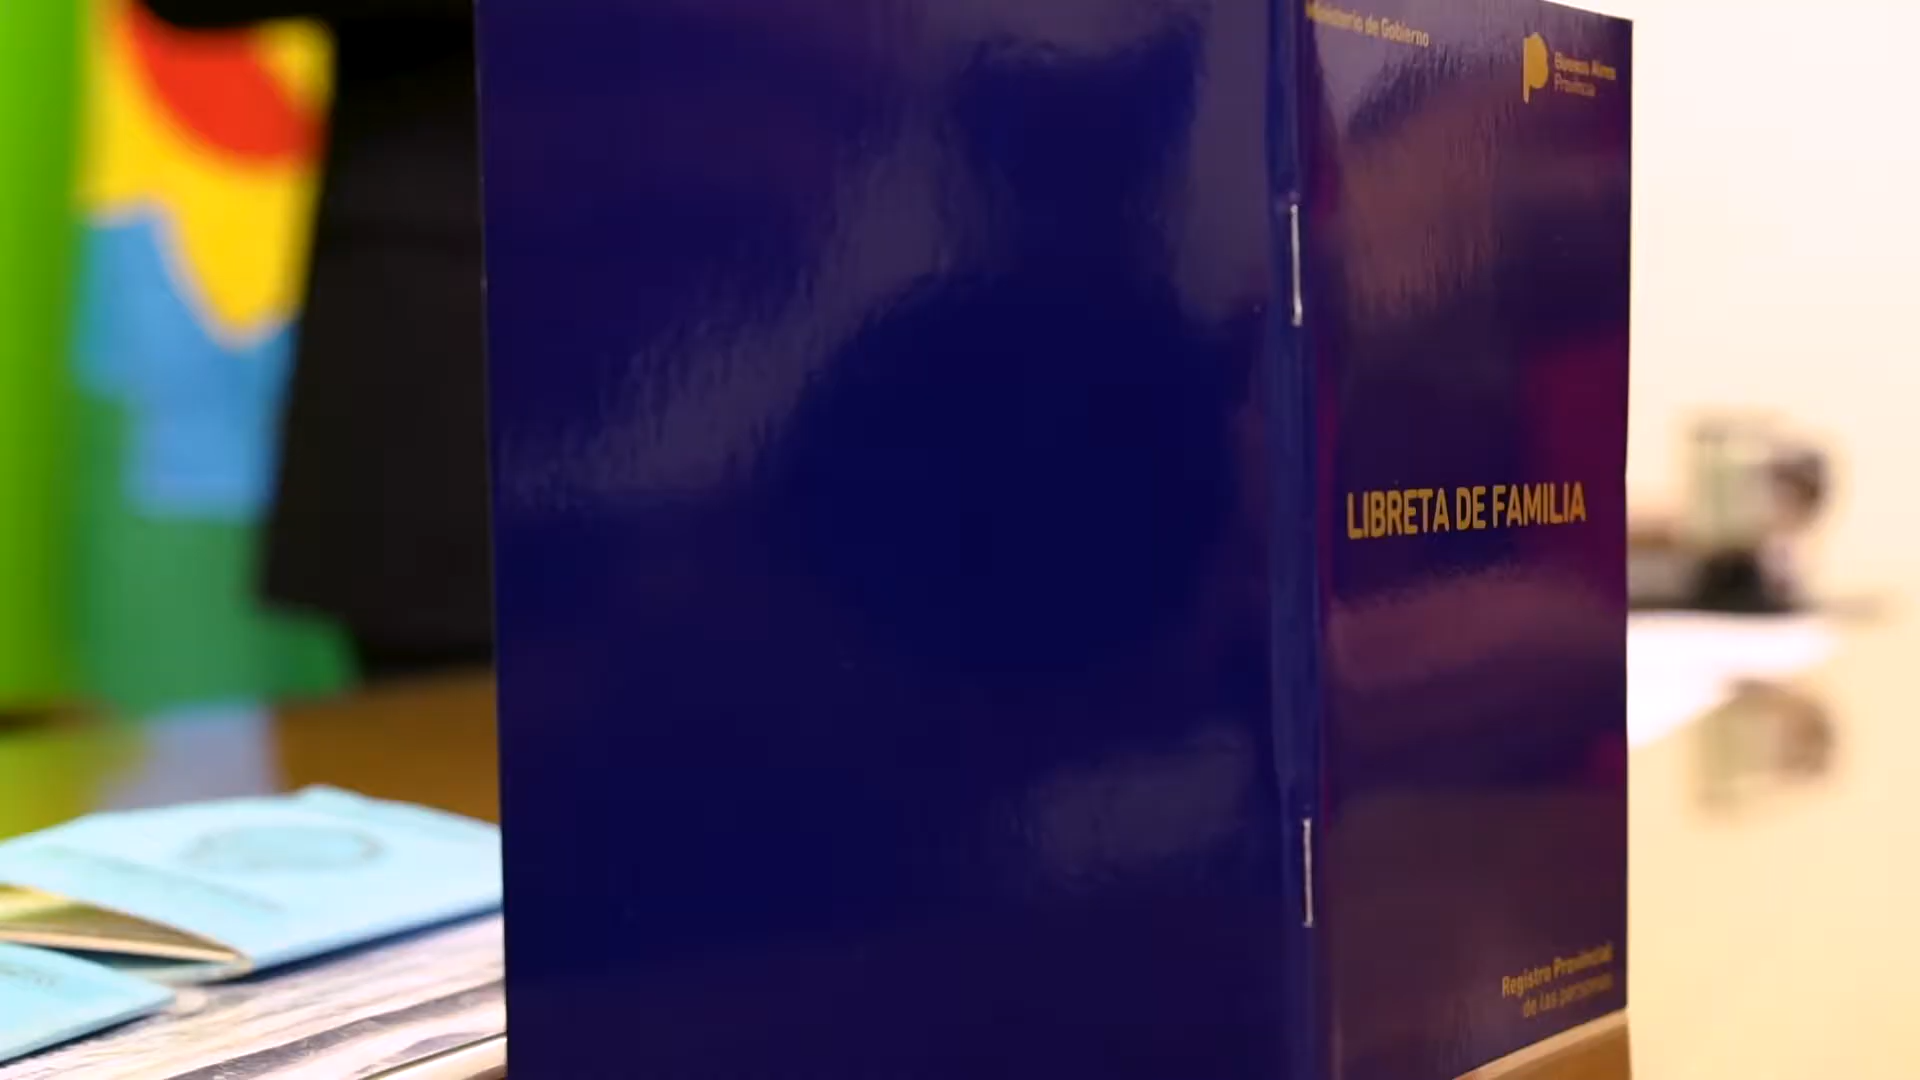 Ministerio de Gobierno
Buenos Aires
Provincia
LIBRETA DE FAMILIA
Registro Provincial
de las personas